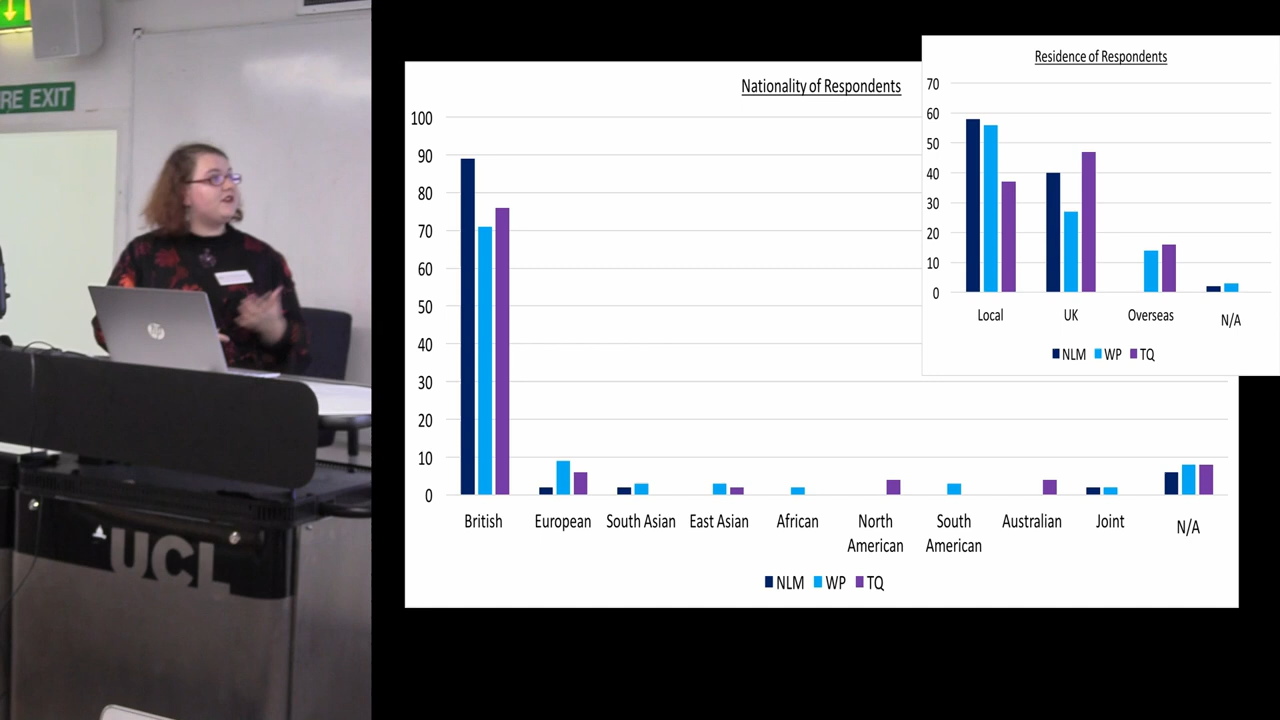 RE EXIT
UCL
Nationality of Respondents
100
90
80
70
60
50
40
30
20
10
0
British European South Asian East Asian African North American South American Australian Joint N/A
NLM WP TQ
Residence of Respondents
70
60
50
40
30
20
10
0
Local UK Overseas N/A
NLM WP TQ